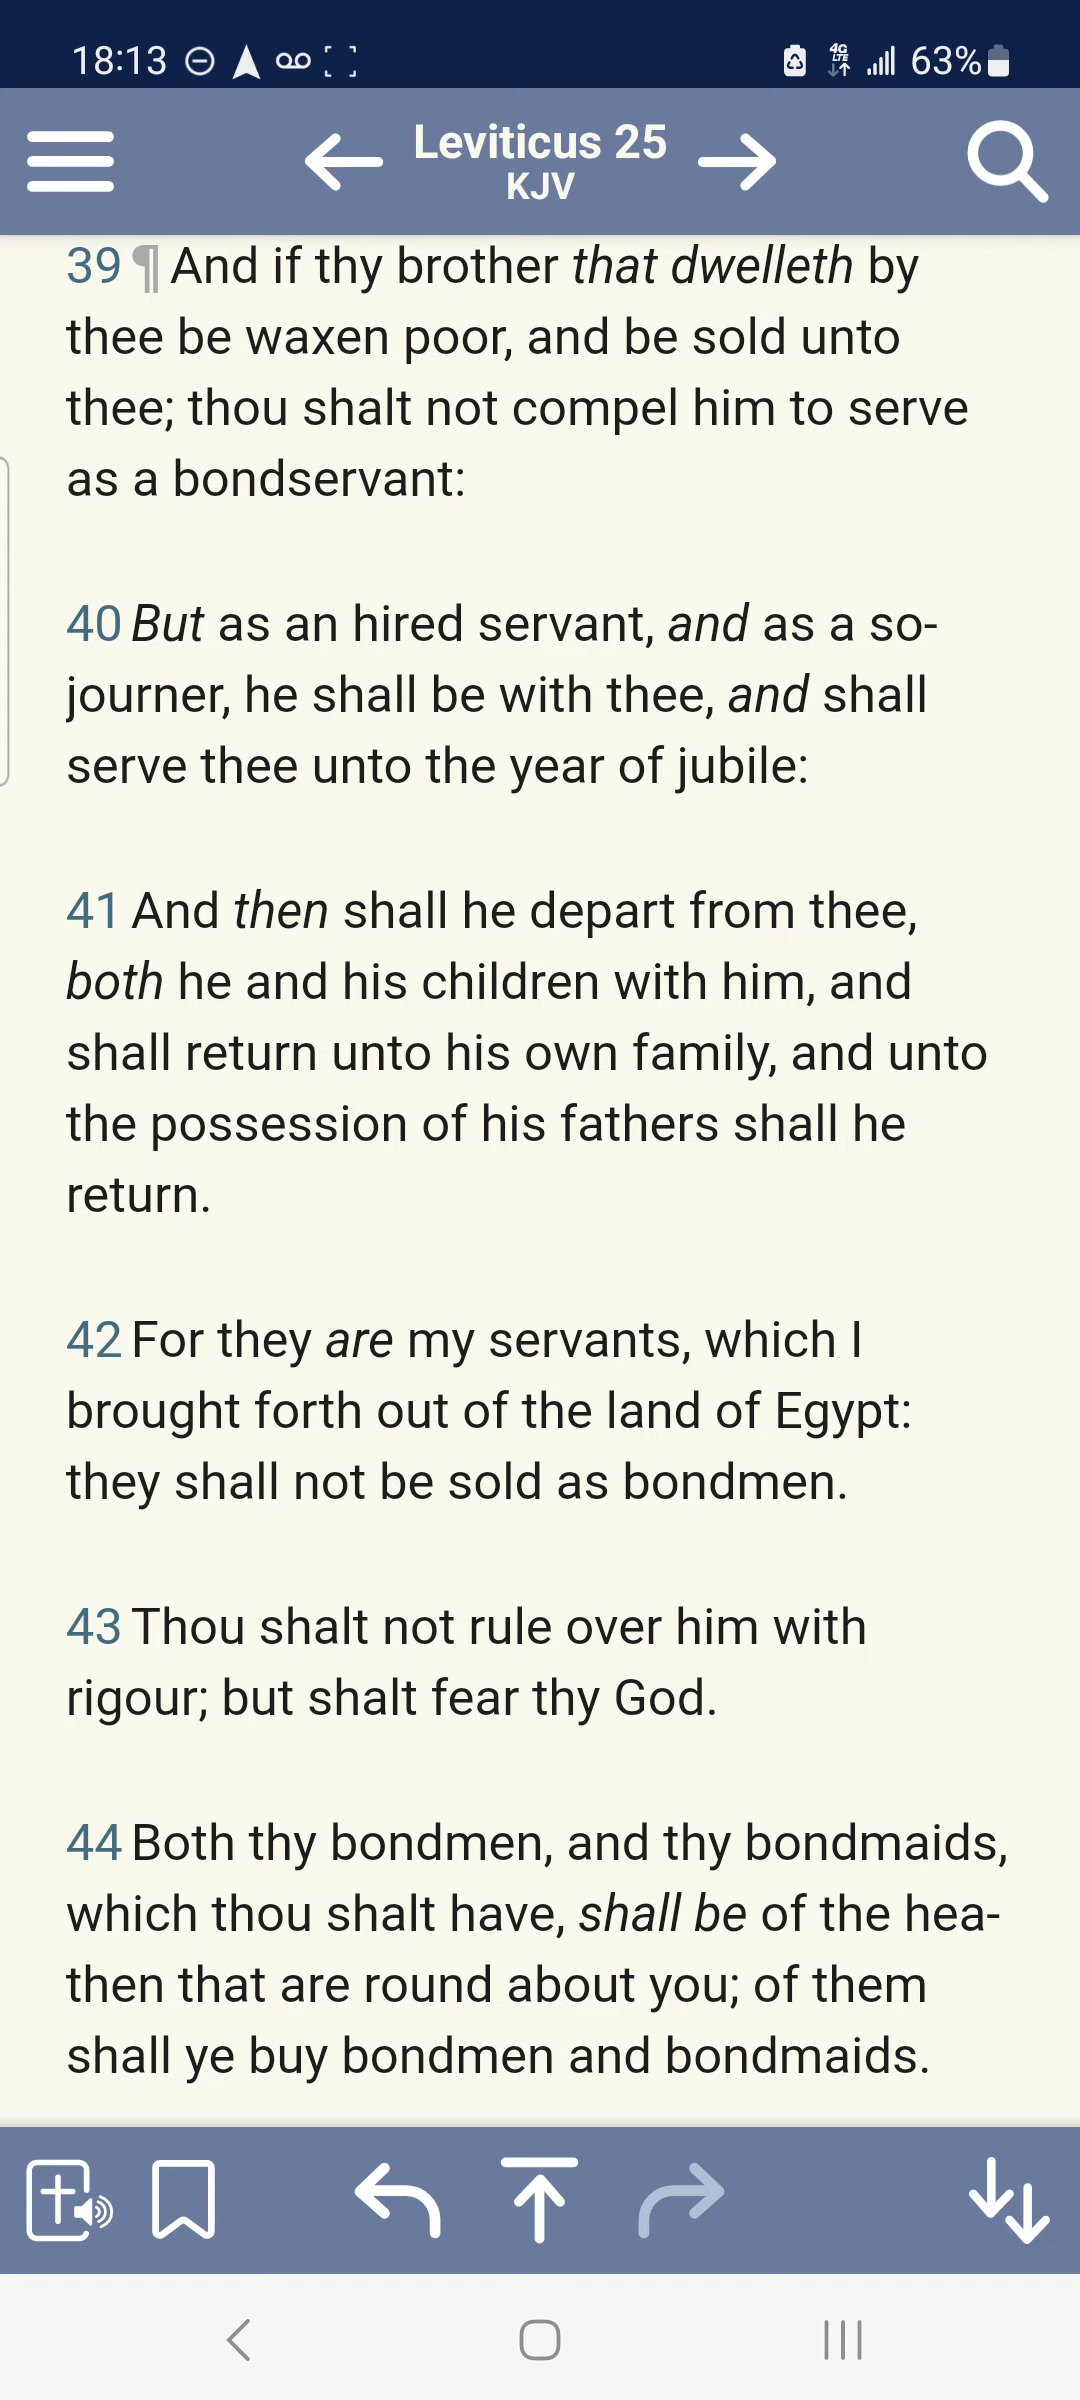 18:13 4G LTE 63%
Leviticus 25
KJV
39 ¶ And if thy brother that dwelleth by
thee be waxen poor, and be sold unto
thee; thou shalt not compel him to serve
as a bondservant:
40 But as an hired servant, and as a so-
journer, he shall be with thee, and shall
serve thee unto the year of jubile:
41 And then shall he depart from thee,
both he and his children with him, and
shall return unto his own family, and unto
the possession of his fathers shall he
return.
42 For they are my servants, which I
brought forth out of the land of Egypt:
they shall not be sold as bondmen.
43 Thou shalt not rule over him with
rigour; but shalt fear thy God.
44 Both thy bondmen, and thy bondmaids,
which thou shalt have, shall be of the hea-
then that are round about you; of them
shall ye buy bondmen and bondmaids.